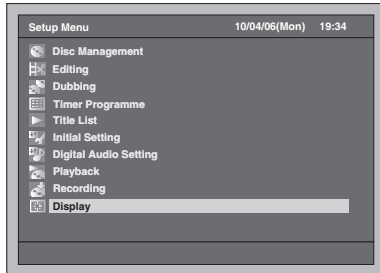 Setup Menu 10/04/06(Mon) 19:34
Disc Management
Editing
Dubbing
Timer Programme
Title List
Initial Setting
Digital Audio Setting
Playback
Recording
Display